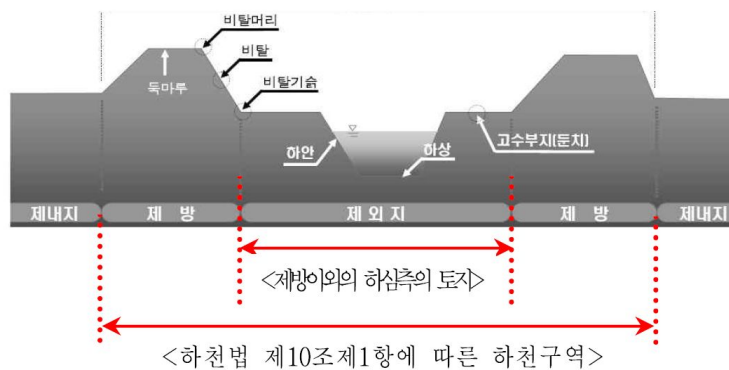 비탈머리
비탈
둑마루
비탈기슭
하안
하상
고수부지(둔치)
제내지 제 방 제 외 지 제 방 제내지
<제방이외의 하심측의 토지>
<하천법 제10조제1항에 따른 하천구역>